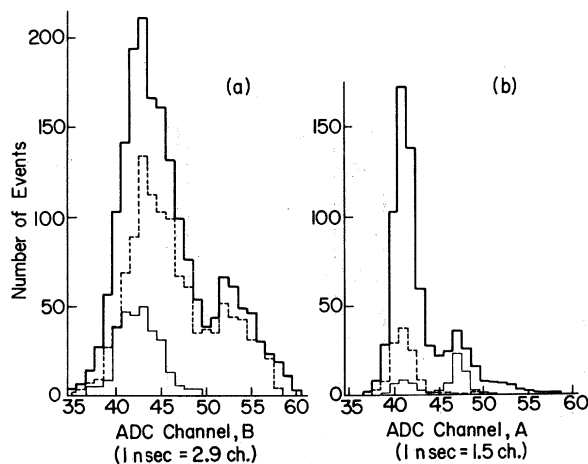 200
150
100
50
0
Number of Events
(a)
35 40 45 50 55 60
ADC Channel, B
(1 nsec = 2.9 ch.)
(b)
150
100
50
0
35 40 45 50 55 60
ADC Channel, A
(1 nsec = 1.5 ch.)